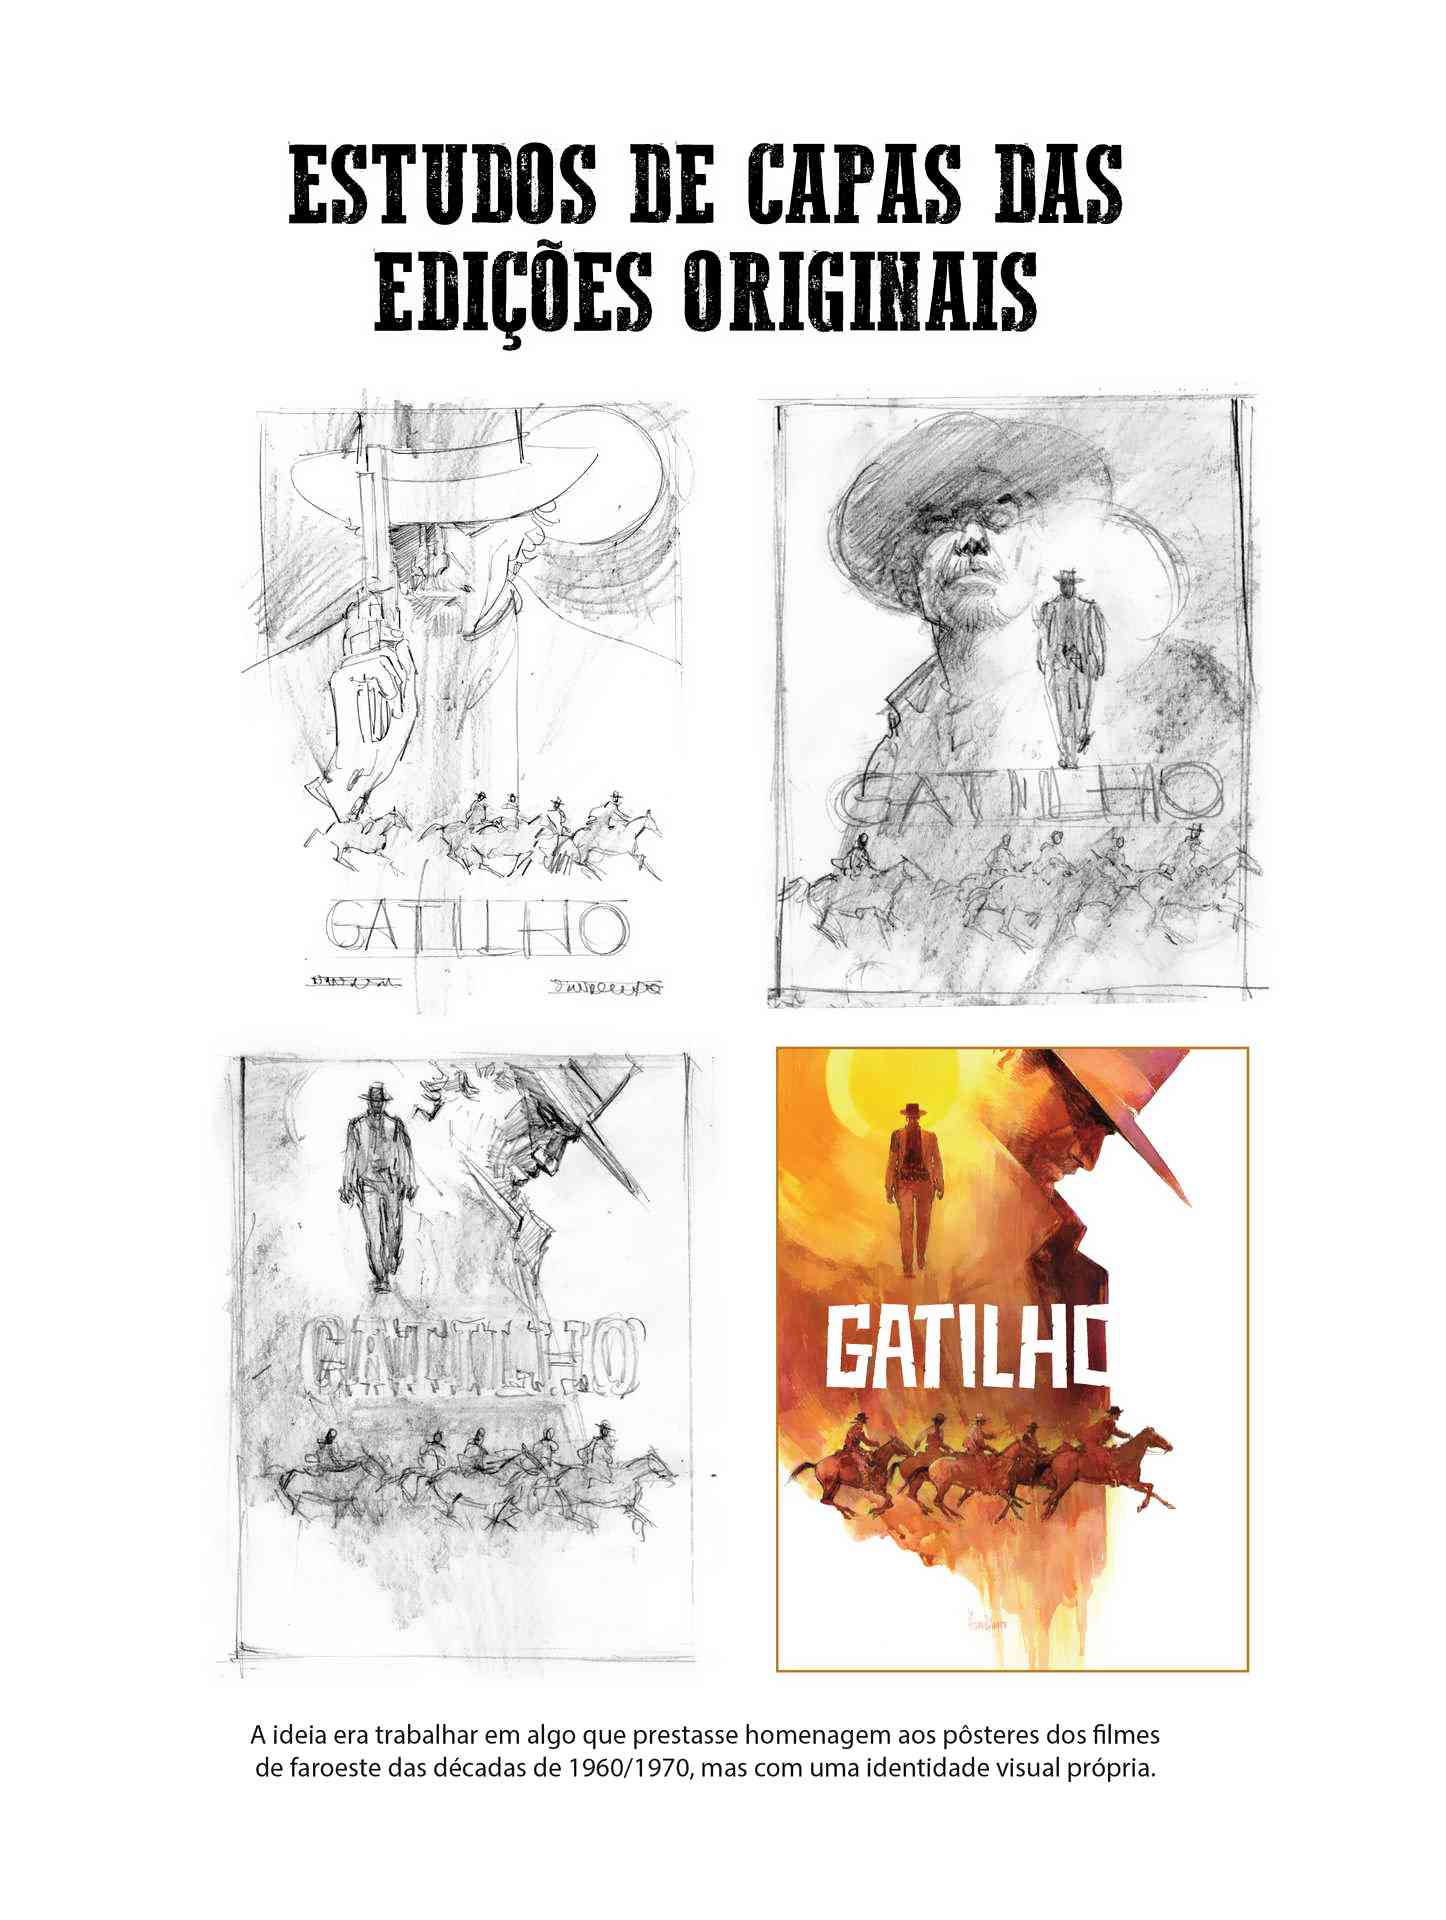 ESTUDOS DE CAPAS DAS
EDIÇÕES ORIGINAIS
GATILHO
GATILHO
GATILHO
GATILHO
A ideia era trabalhar em algo que prestasse homenagem aos pôsteres dos filmes
de faroeste das décadas de 1960/1970, mas com uma identidade visual própria.